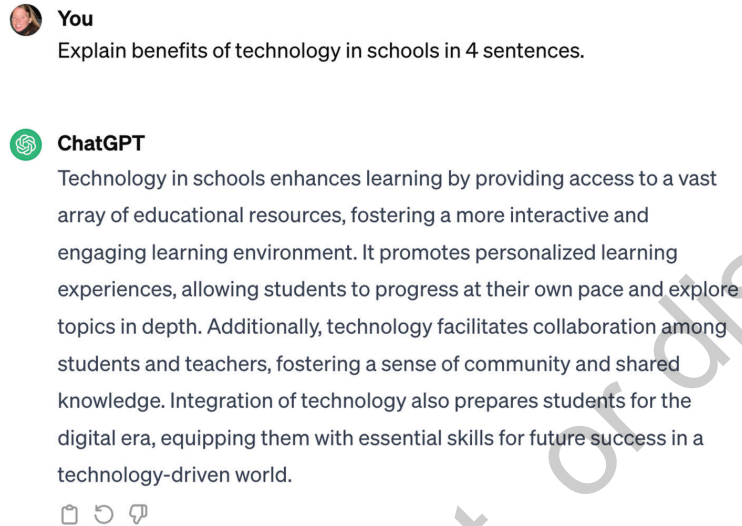 You
Explain benefits of technology in schools in 4 sentences.
ChatGPT
Technology in schools enhances learning by providing access to a vast
array of educational resources, fostering a more interactive and
engaging learning environment. It promotes personalized learning
experiences, allowing students to progress at their own pace and explore
topics in depth. Additionally, technology facilitates collaboration among
students and teachers, fostering a sense of community and shared
knowledge. Integration of technology also prepares students for the
digital era, equipping them with essential skills for future success in a
technology-driven world.
or